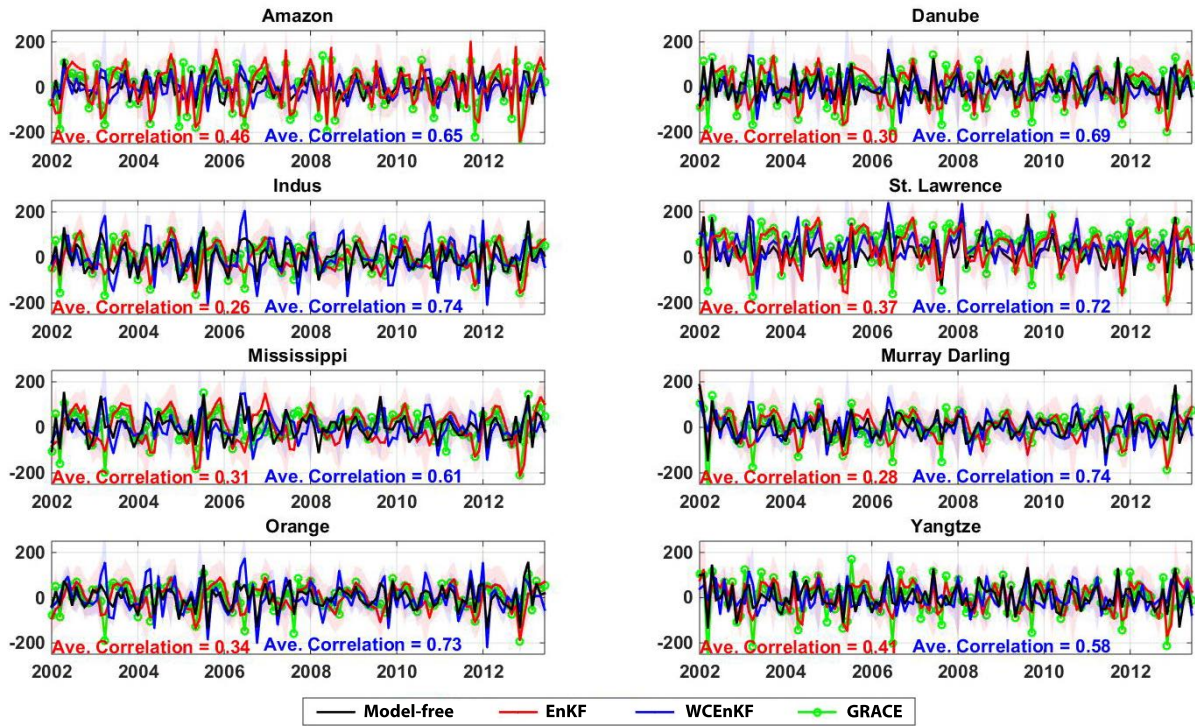 Amazon
200
0
-200
Ave. Correlation = 0.46
Ave. Correlation = 0.65
2002 2004 2006 2008 2010 2012
Danube
200
0
-200
Ave. Correlation = 0.30
Ave. Correlation = 0.69
2002 2004 2006 2008 2010 2012
Indus
200
0
-200
Ave. Correlation = 0.26
Ave. Correlation = 0.74
2002 2004 2006 2008 2010 2012
St. Lawrence
200
0
-200
Ave. Correlation = 0.37
Ave. Correlation = 0.72
2002 2004 2006 2008 2010 2012
Mississippi
200
0
-200
Ave. Correlation = 0.31
Ave. Correlation = 0.61
2002 2004 2006 2008 2010 2012
Murray Darling
200
0
-200
Ave. Correlation = 0.28
Ave. Correlation = 0.74
2002 2004 2006 2008 2010 2012
Orange
200
0
-200
Ave. Correlation = 0.34
Ave. Correlation = 0.73
2002 2004 2006 2008 2010 2012
Yangtze
200
0
-200
Ave. Correlation = 0.41
Ave. Correlation = 0.58
2002 2004 2006 2008 2010 2012
Model-free EnKF WCEnKF GRACE